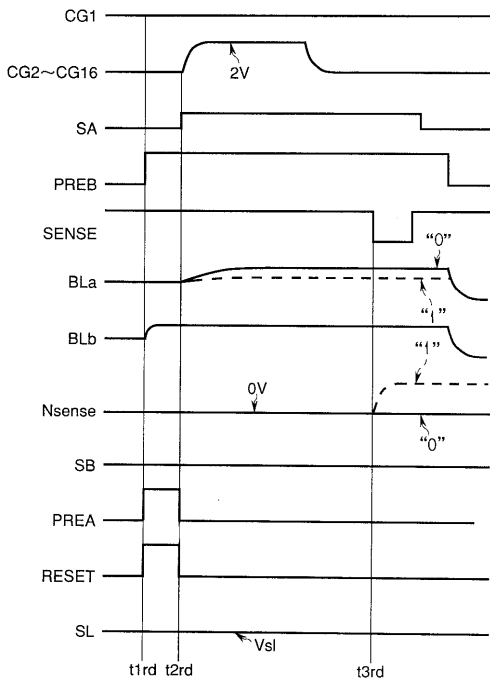 CG1
CG2~CG16
2V
SA
PREB
SENSE
"0"
BLa
"1"
BLb
"1"
0V
Nsense
"0"
SB
PREA
RESET
SL
Vsl
t1rd t2rd t3rd